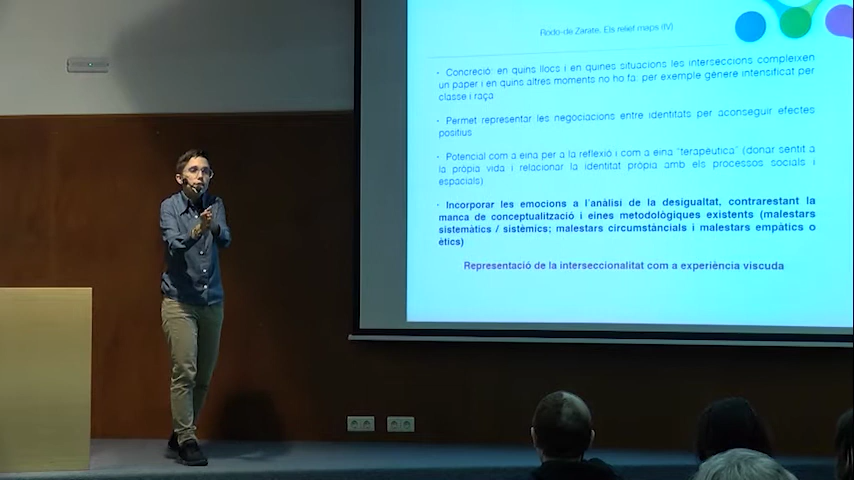 Rodo-de Zarate. Els relief maps (IV)
· Concreció: en quins llocs i en quines situacions les interseccions compleixen
un paper i en quins altres moments no ho fa: per exemple gènere intensificat per
classe i raça
· Permet representar les negociacions entre identitats per aconseguir efectes
positius
· Potencial com a eina per a la reflexió i com a eina “terapèutica” (donar sentit a
la pròpia vida i relacionar la identitat pròpia amb els processos socials i
espacials)
· Incorporar les emocions a l'anàlisi de la desigualtat, contrarestant la
manca de conceptualització i eines metodològiques existents (malestars
sistemàtics / sistèmics; malestars circumstàncials i malestars empàtics o
ètics)
Representació de la interseccionalitat com a experiència viscuda